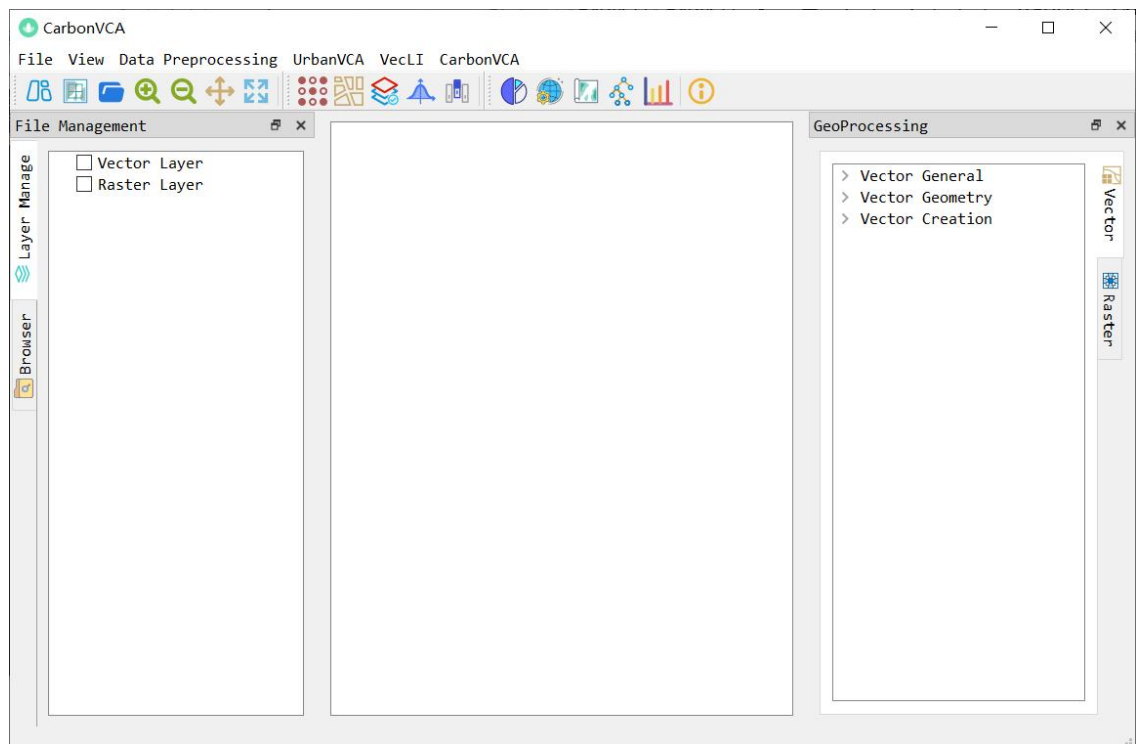 CarbonVCA
File View Data Preprocessing UrbanVCA VecLI CarbonVCA
File Management
Layer Manage
Browser
Vector Layer
Raster Layer
GeoProcessing
Vector General
Vector Geometry
Vector Creation
Vector
Raster